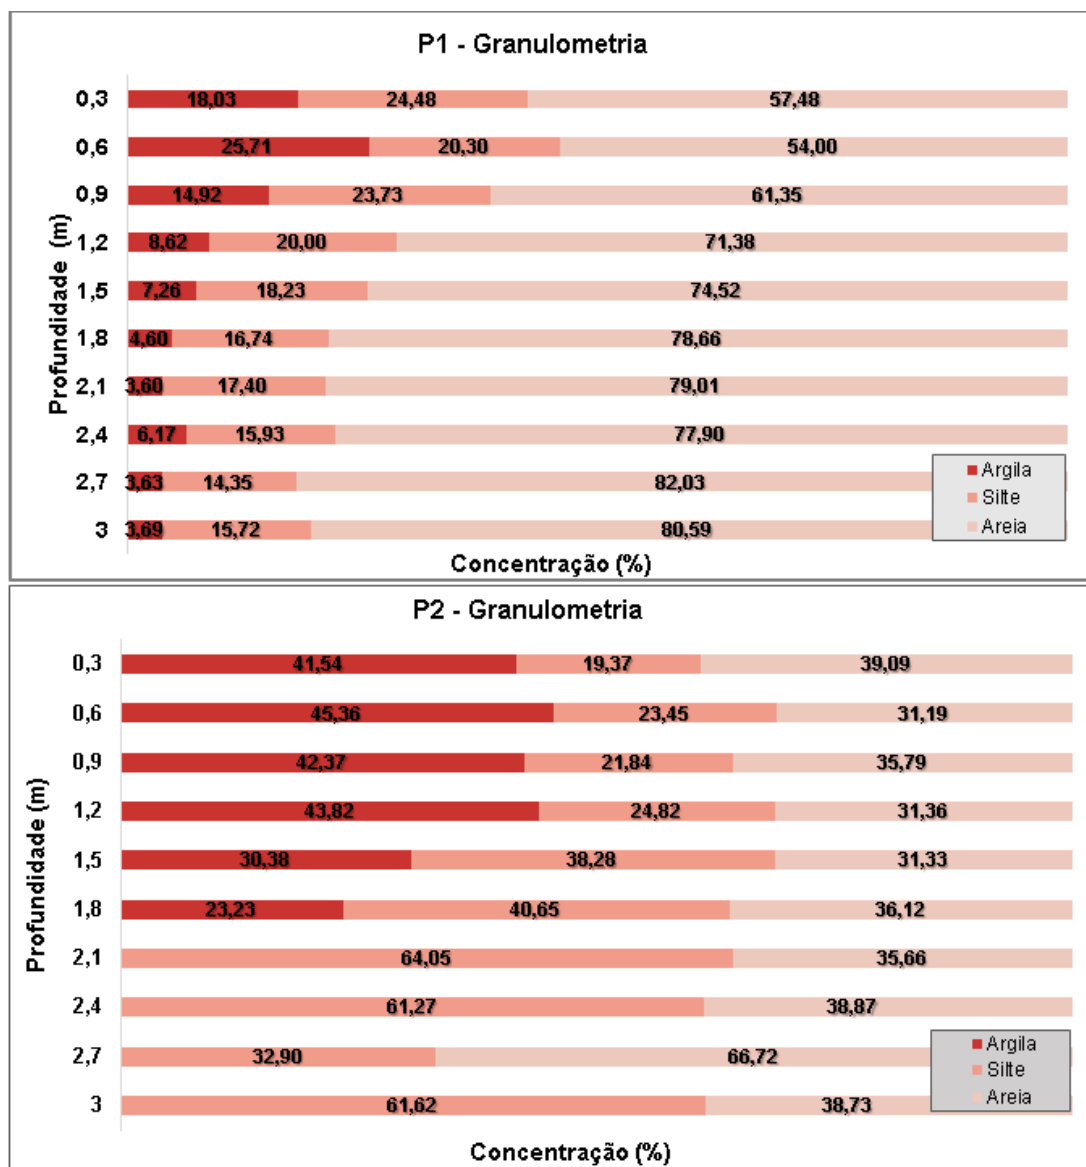 P1 - Granulometria
Profundidade (m)
0,3 18,03 24,48 57,48
0,6 25,71 20,30 54,00
0,9 14,92 23,73 61,35
1,2 8,62 20,00 71,38
1,5 7,26 18,23 74,52
1,8 4,60 16,74 78,66
2,1 3,60 17,40 79,01
2,4 6,17 15,93 77,90
2,7 3,63 14,35 82,03
3 3,69 15,72 80,59
Argila
Silte
Areia
Concentração (%)
P2 - Granulometria
Profundidade (m)
0,3 41,54 19,37 39,09
0,6 45,36 23,45 31,19
0,9 42,37 21,84 35,79
1,2 43,82 24,82 31,36
1,5 30,38 38,28 31,33
1,8 23,23 40,65 36,12
2,1 64,05 35,66
2,4 61,27 38,87
2,7 32,90 66,72
3 61,62 38,73
Argila
Silte
Areia
Concentração (%)